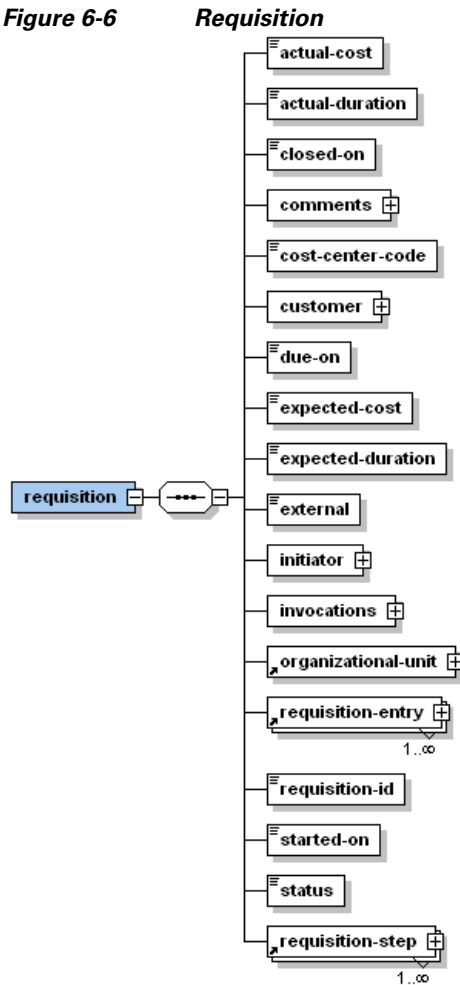 Figure 6-6 Requisition
actual-cost
actual-duration
closed-on
comments
cost-center-code
customer
due-on
expected-cost
expected-duration
requisition
external
initiator
invocations
organizational-unit
requisition-entry
1..∞
requisition-id
started-on
status
requisition-step
1..∞